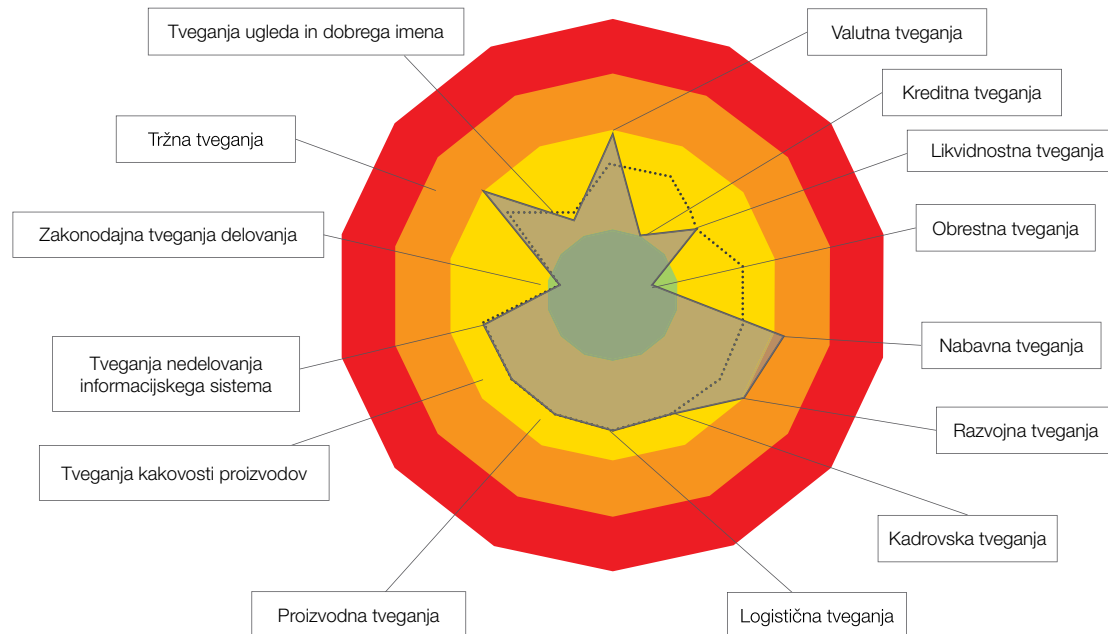 Tveganja ugleda in dobrega imena
Valutna tveganja
Kreditna tveganja
Tržna tveganja
Likvidnostna tveganja
Zakonodajna tveganja delovanja
Obrestna tveganja
Tveganja nedelovanja
informacijskega sistema
Nabavna tveganja
Razvojna tveganja
Tveganja kakovosti proizvodov
Kadrovska tveganja
Proizvodna tveganja
Logistična tveganja